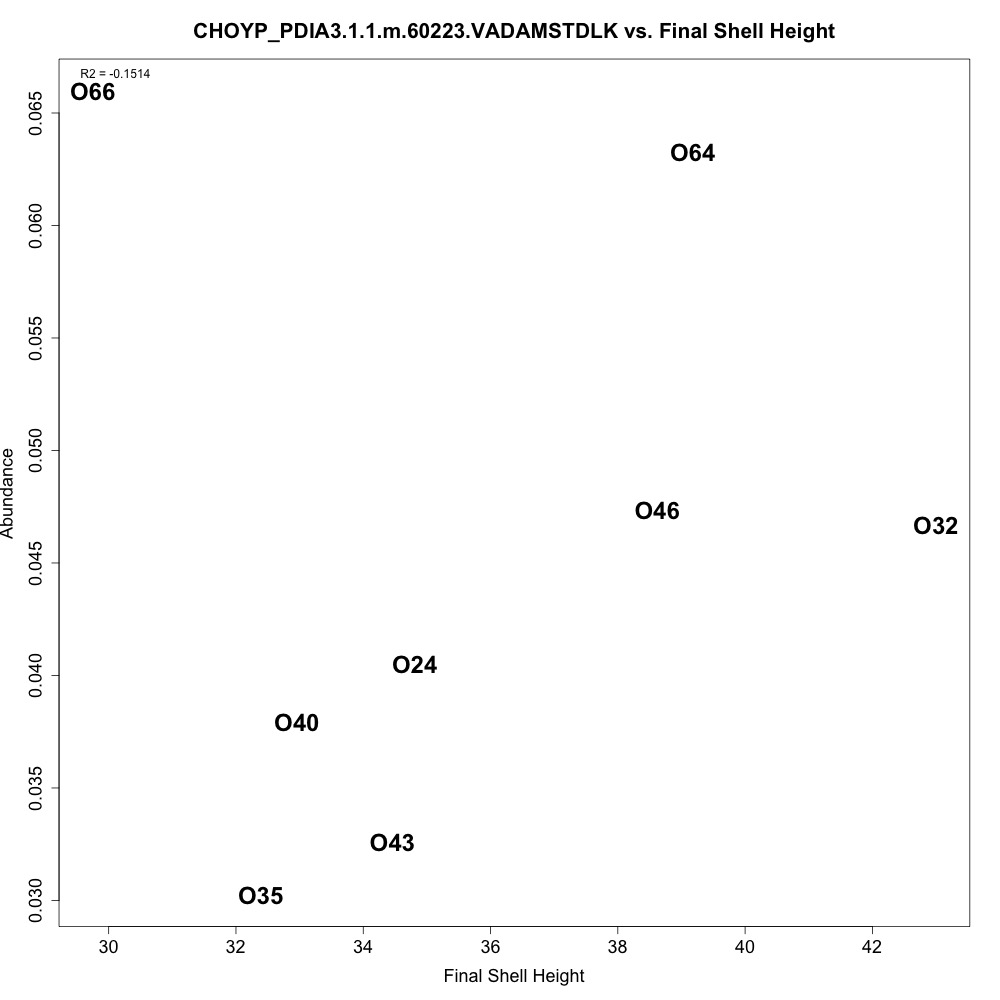 CHOYP_PDIA3.1.1.m.60223.VADAMSTDLK vs. Final Shell Height
R2 = -0.1514
O66
O64
O46
O32
O24
O40
O43
O35
Abundance
0.065
0.060
0.055
0.050
0.045
0.040
0.035
0.030
30 32 34 36 38 40 42
Final Shell Height